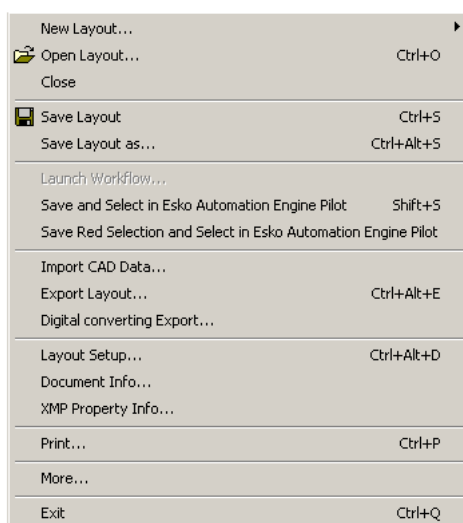 New Layout...
Open Layout... Ctrl+O
Close
Save Layout Ctrl+S
Save Layout as... Ctrl+Alt+S
Launch Workflow...
Save and Select in Esko Automation Engine Pilot Shift+S
Save Red Selection and Select in Esko Automation Engine Pilot
Import CAD Data...
Export Layout... Ctrl+Alt+E
Digital converting Export...
Layout Setup... Ctrl+Alt+D
Document Info...
XMP Property Info...
Print... Ctrl+P
More...
Exit Ctrl+Q